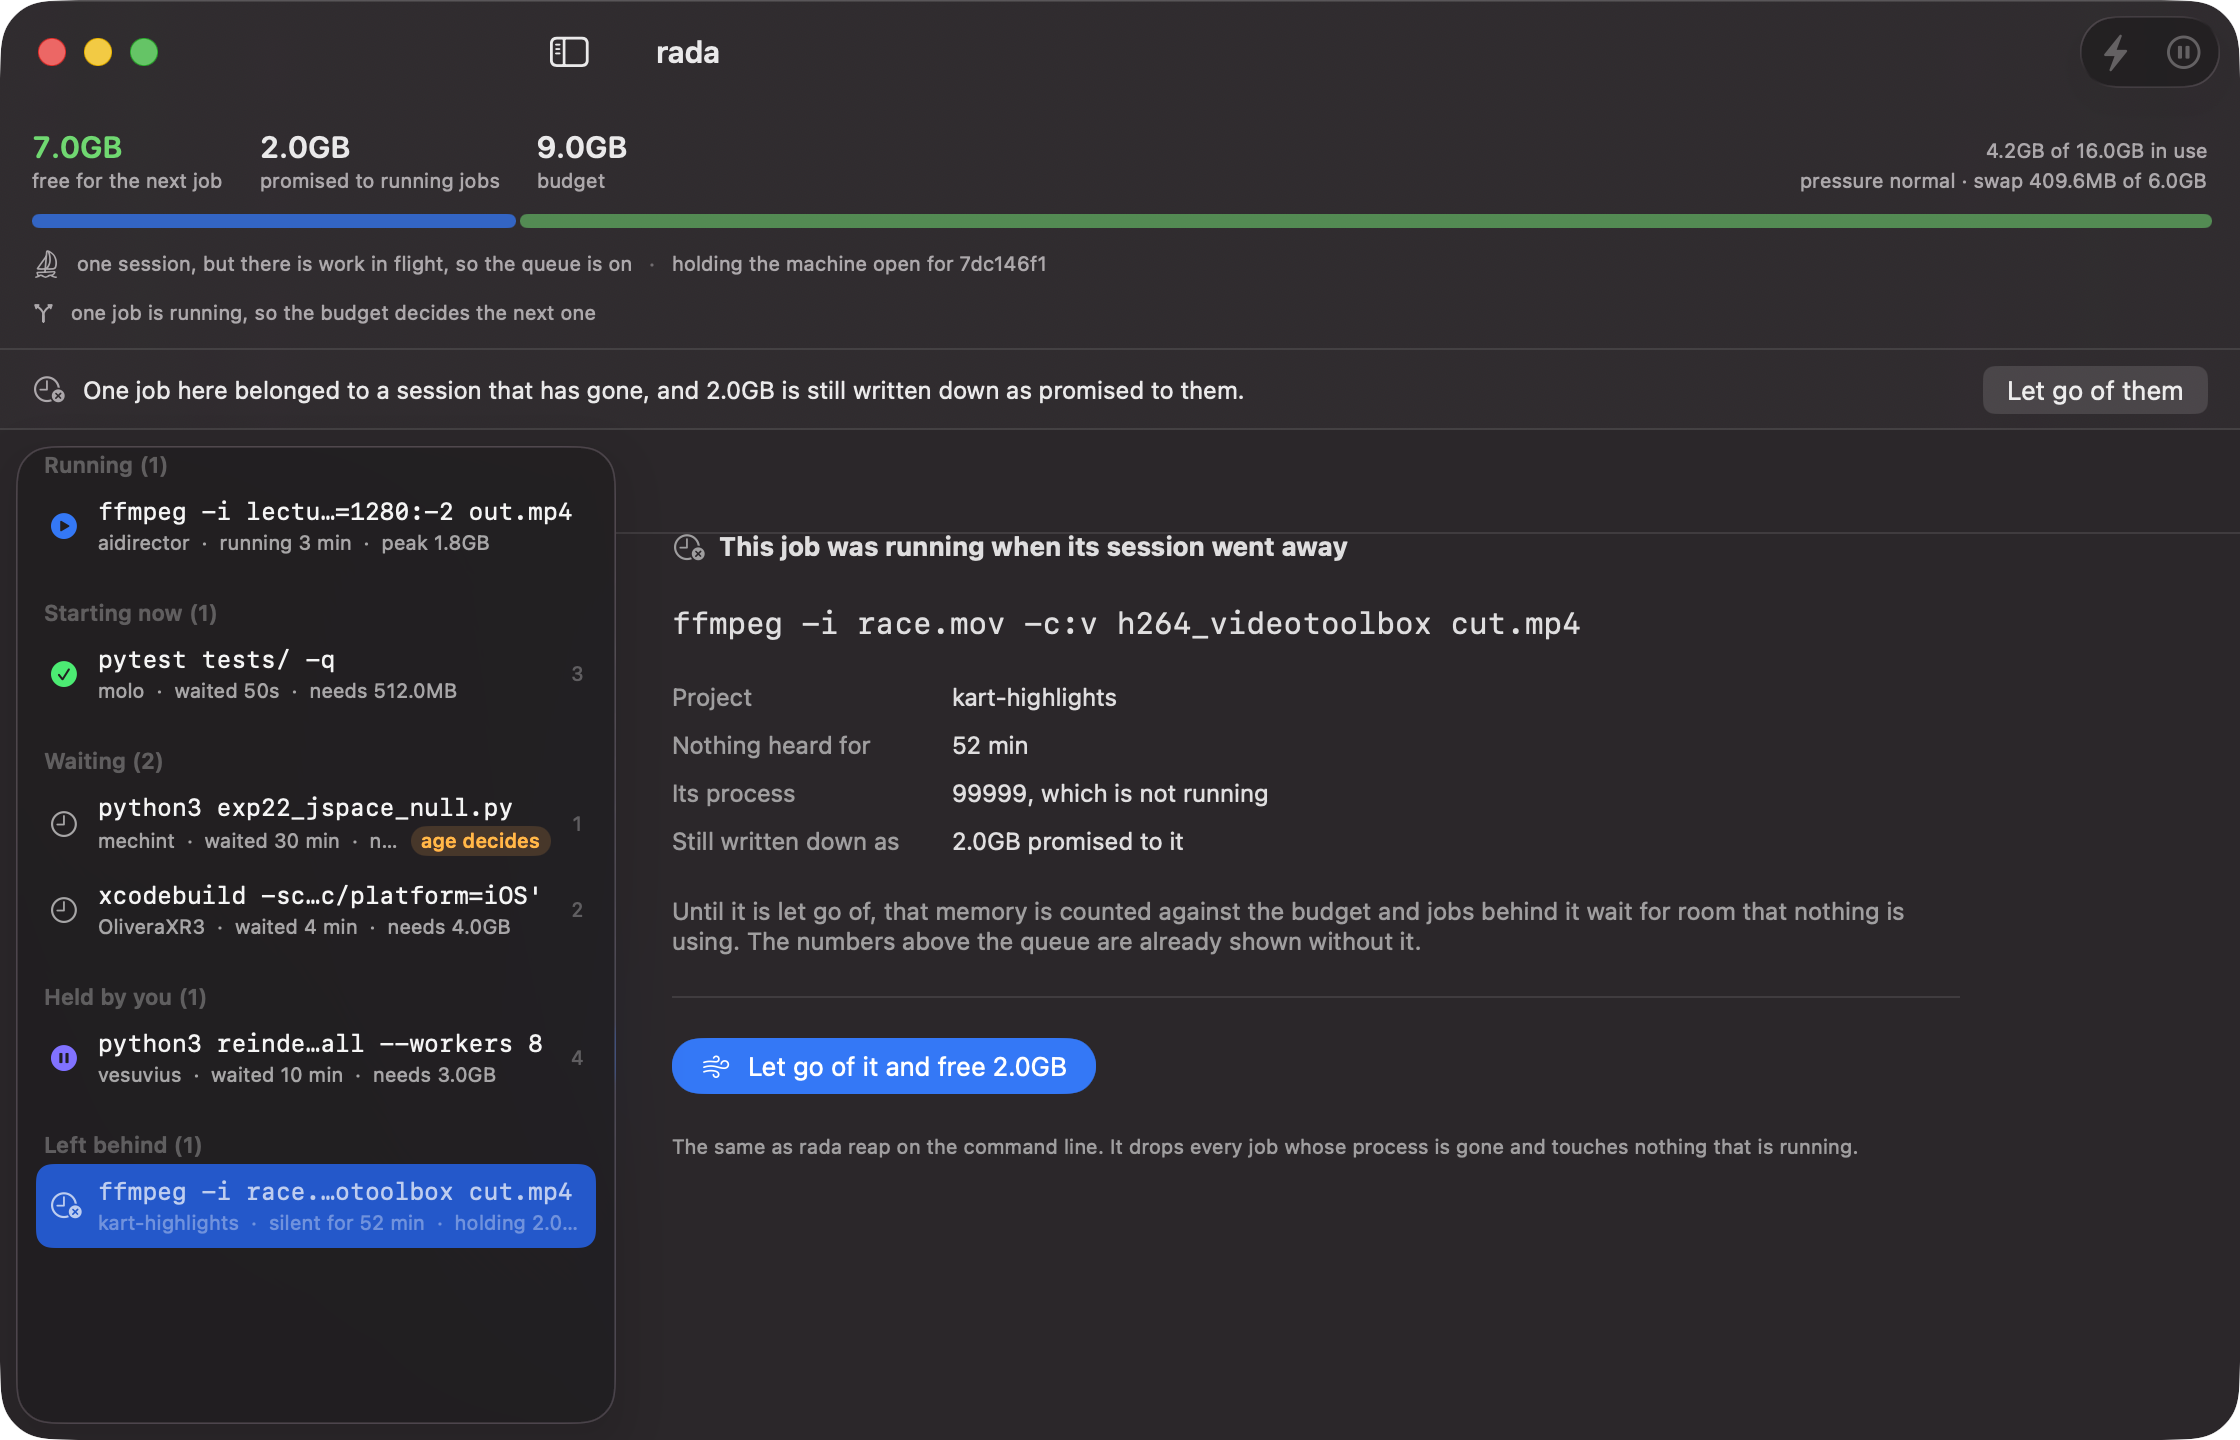 rada
7.0GB
free for the next job
2.0GB
promised to running jobs
9.0GB
budget
4.2GB of 16.0GB in use
pressure normal · swap 409.6MB of 6.0GB
one session, but there is work in flight, so the queue is on · holding the machine open for 7dc146f1
one job is running, so the budget decides the next one
One job here belonged to a session that has gone, and 2.0GB is still written down as promised to them.
Let go of them
Running (1)
ffmpeg -i lectu…=1280:-2 out.mp4
aidirector · running 3 min · peak 1.8GB
Starting now (1)
pytest tests/ -q
molo · waited 50s · needs 512.0MB
3
Waiting (2)
python3 exp22_jspace_null.py
mechint · waited 30 min · n… age decides
1
xcodebuild -sc…c/platform=iOS'
OliveraXR3 · waited 4 min · needs 4.0GB
2
Held by you (1)
python3 reinde…all --workers 8
vesuvius · waited 10 min · needs 3.0GB
4
Left behind (1)
ffmpeg -i race.…otoolbox cut.mp4
kart-highlights · silent for 52 min · holding 2.0…
This job was running when its session went away
ffmpeg -i race.mov -c:v h264_videotoolbox cut.mp4
Project kart-highlights
Nothing heard for 52 min
Its process 99999, which is not running
Still written down as 2.0GB promised to it
Until it is let go of, that memory is counted against the budget and jobs behind it wait for room that nothing is
using. The numbers above the queue are already shown without it.
Let go of it and free 2.0GB
The same as rada reap on the command line. It drops every job whose process is gone and touches nothing that is running.